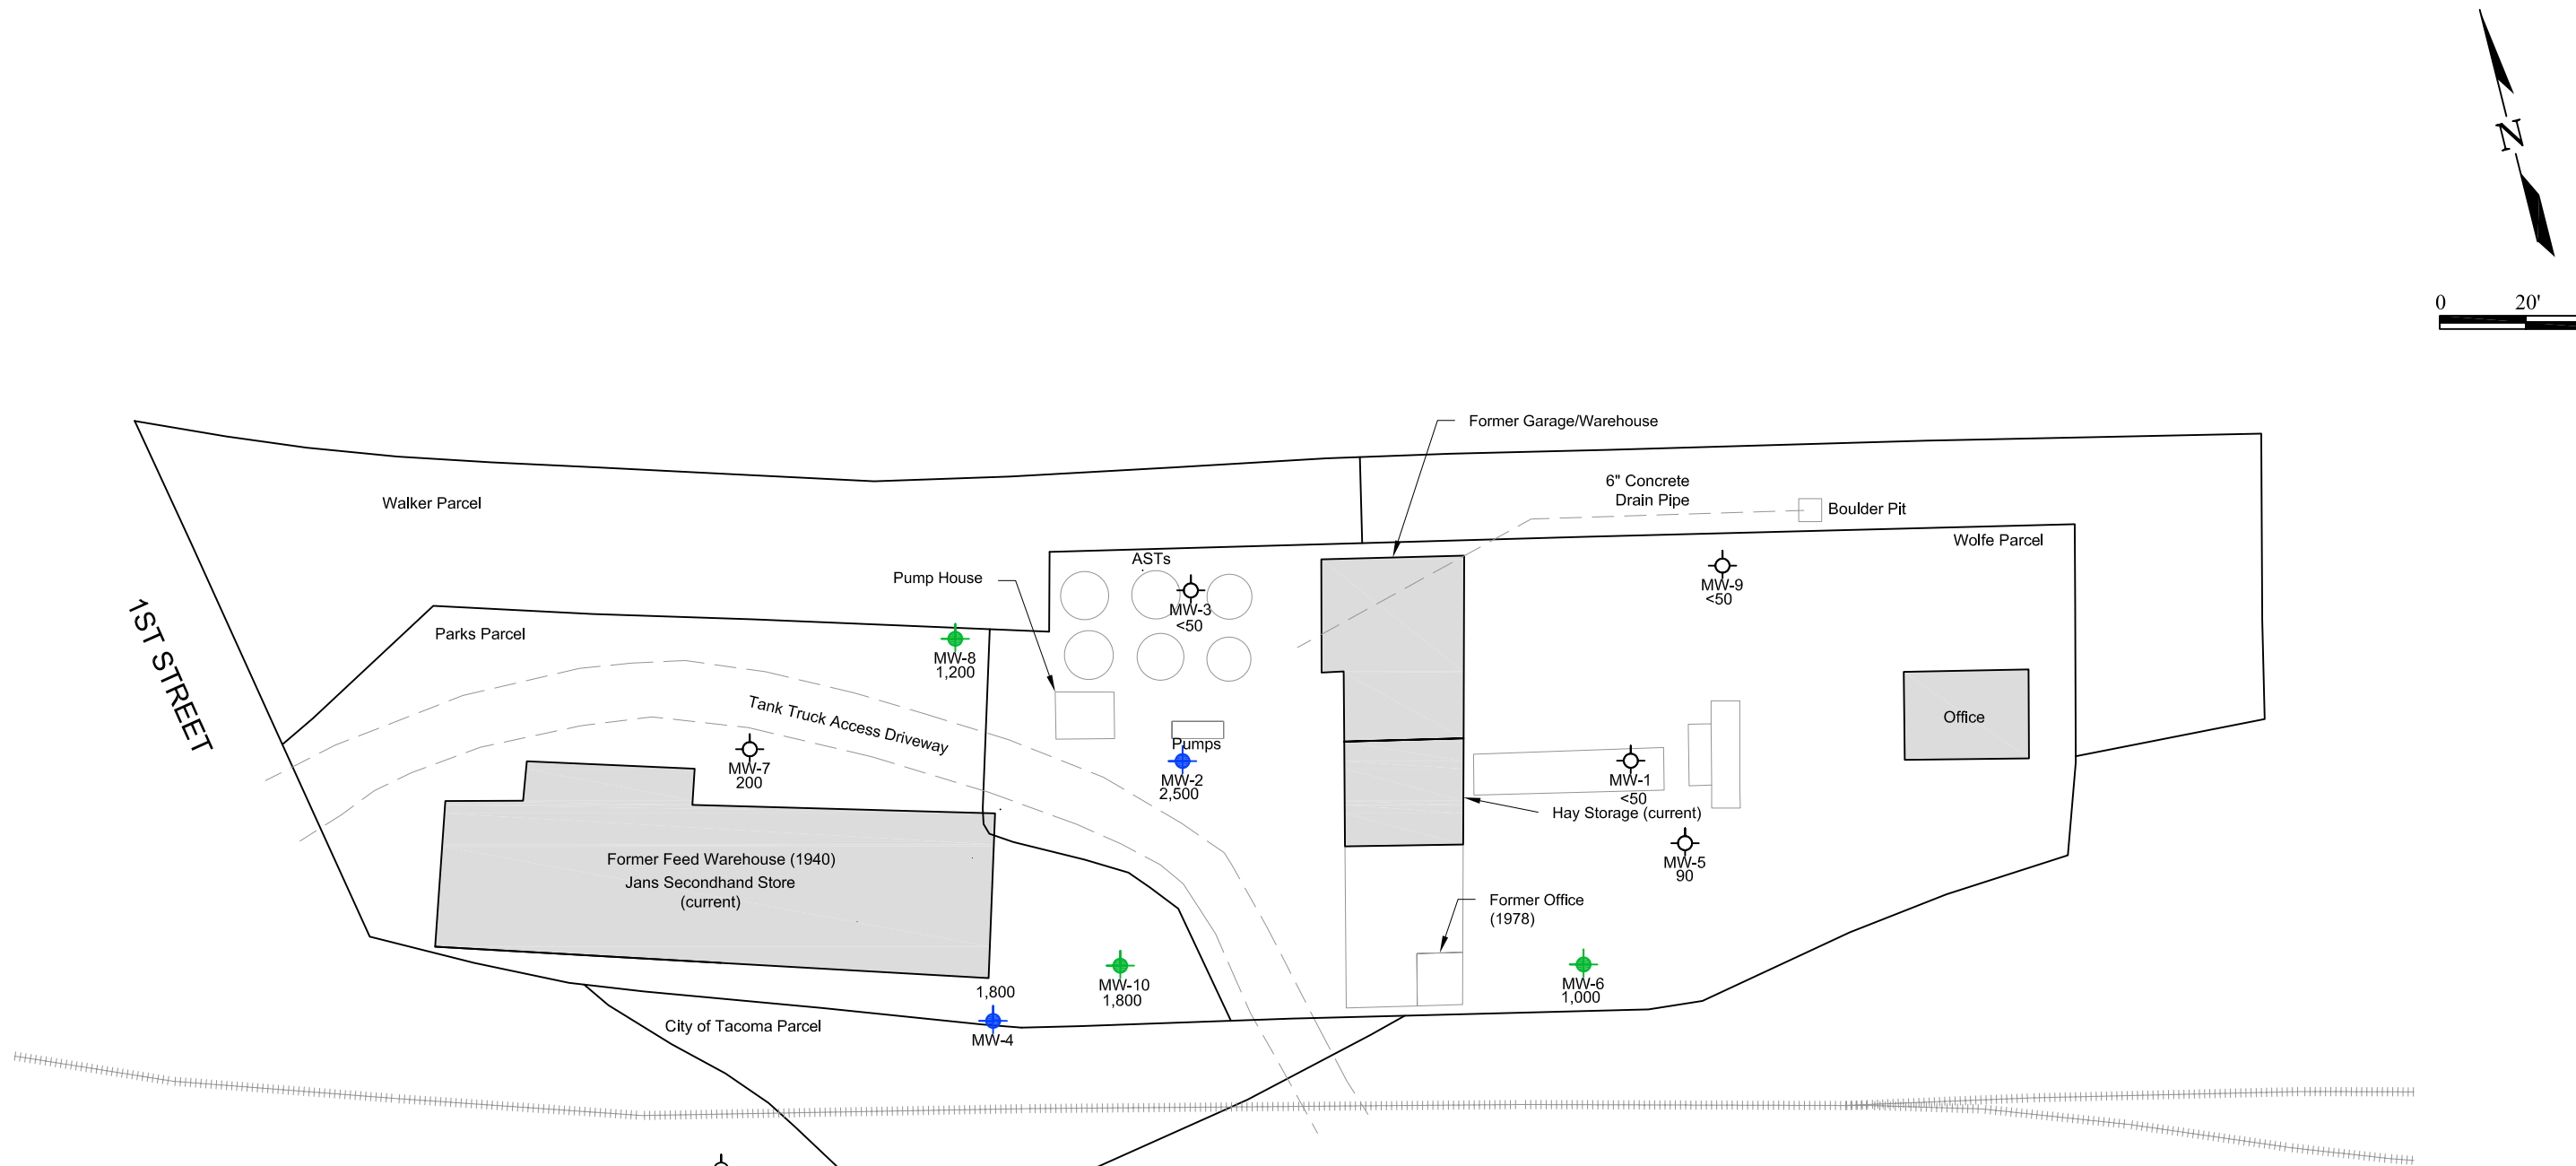 N
0 20'
Former Garage/Warehouse
6" Concrete
Drain Pipe
Boulder Pit
Walker Parcel
Wolfe Parcel
ASTs
Pump House
MW-9
<50
MW-3
<50
1ST STREET
Parks Parcel
MW-8
1,200
Tank Truck Access Driveway
Office
Pumps
MW-7
200
MW-2
2,500
MW-1
<50
Hay Storage (current)
MW-5
90
Former Feed Warehouse (1940)
Jans Secondhand Store
(current)
Former Office
(1978)
MW-10
1,800
MW-6
1,000
1,800
MW-4
City of Tacoma Parcel